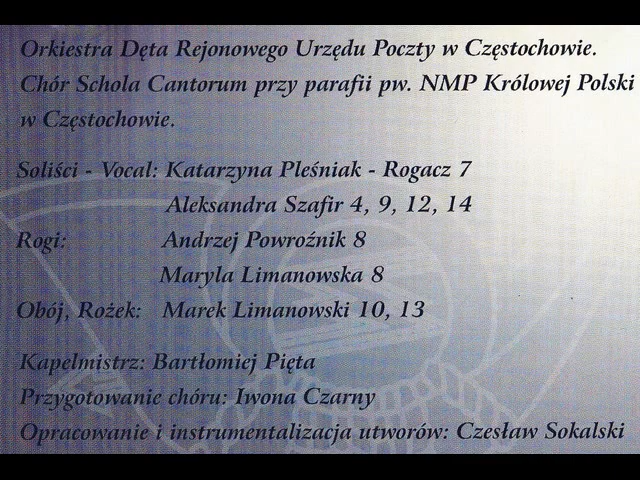 Orkiestra Dęta Rejonowego Urzędu Poczty w Częstochowie.
Chór Schola Cantorum przy parafii pw. NMP Królowej Polski
w Częstochowie.
Soliści - Vocal: Katarzyna Pleśniak - Rogacz 7
Aleksandra Szafir 4, 9, 12, 14
Rogi: Andrzej Powroźnik 8
Maryla Limanowska 8
Obój, Rożek: Marek Limanowski 10, 13
Kapelmistrz: Bartłomiej Pięta
Przygotowanie chóru: Iwona Czarny
Opracowanie i instrumentalizacja utworów: Czesław Sokalski